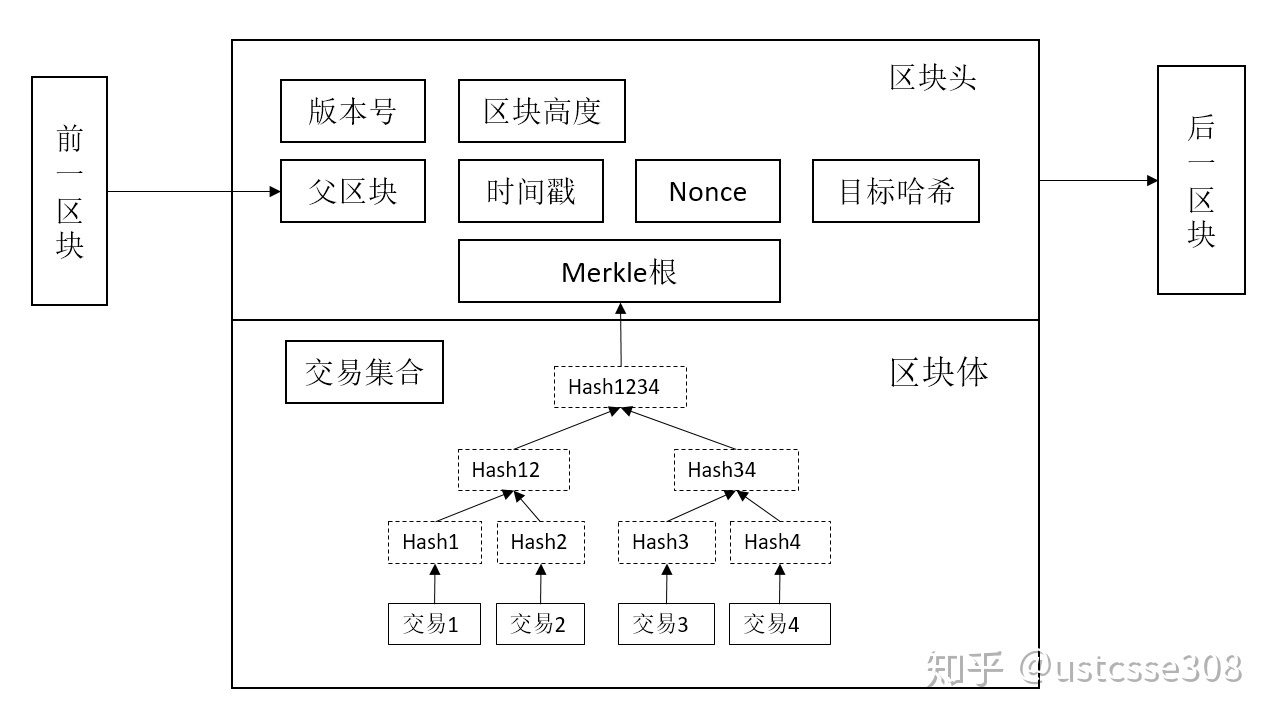 前一区块
区块头
版本号
区块高度
父区块
时间戳
Nonce
目标哈希
Merkle根
后一区块
交易集合
区块体
Hash1234
Hash12
Hash34
Hash1
Hash2
Hash3
Hash4
交易1
交易2
交易3
交易4
知乎 @ustcsse308